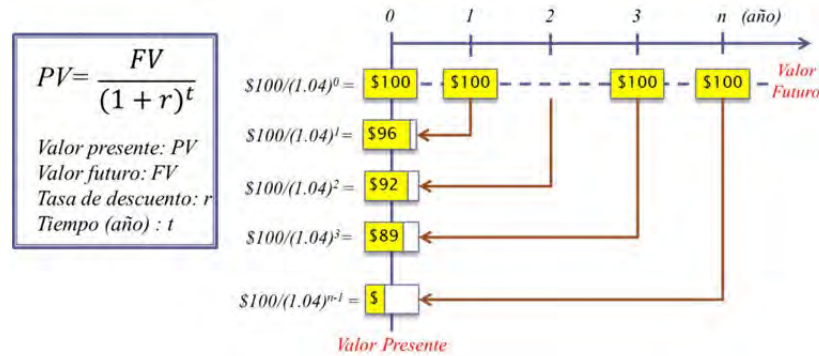 0 1 2 3 n (año)
PV= FV / (1 + r)^t
Valor presente: PV
Valor futuro: FV
Tasa de descuento: r
Tiempo (año) : t
$100/(1.04)^0 = $100 $100 $100 $100 Valor Futuro
$100/(1.04)^1 = $96
$100/(1.04)^2 = $92
$100/(1.04)^3 = $89
$100/(1.04)^n-1 = $
Valor Presente